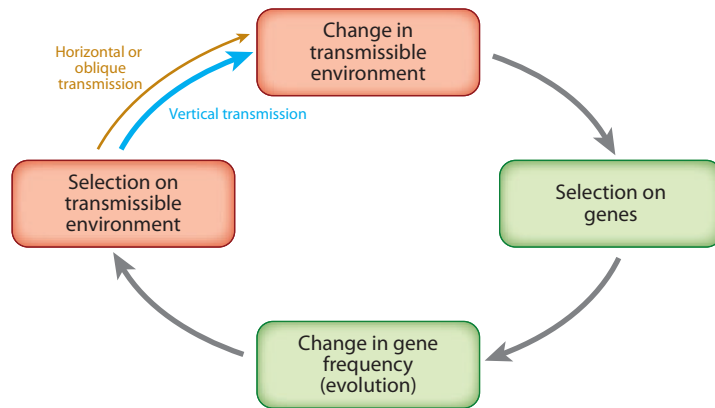 Horizontal or
oblique
transmission
Change in
transmissible
environment
Vertical transmission
Selection on
transmissible
environment
Selection on
genes
Change in gene
frequency
(evolution)